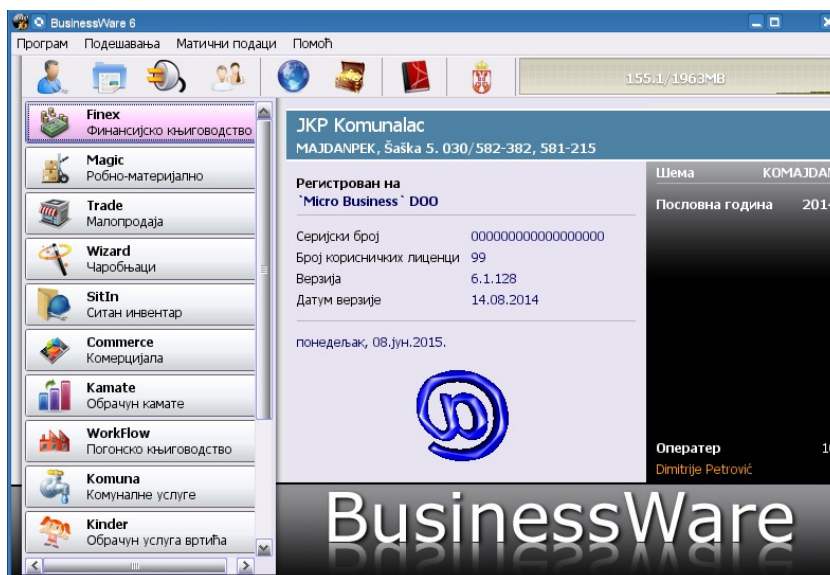 BusinessWare 6
Програм Подешавања Матични подаци Помоћ
155.1/1963MB
Finex
Финансијско књиговодство
Magic
Робно-материјално
Trade
Малопродаја
Wizard
Чаробњаци
SitIn
Ситан инвентар
Commerce
Комерцијала
Kamate
Обрачун камате
WorkFlow
Погонско књиговодство
Komuna
Комуналне услуге
Kinder
Обрачун услуга вртића
JKP Komunalac
MAJDANPEK, Šaška 5. 030/582-382, 581-215
Регистрован на
`Micro Business` DOO
Серијски број 000000000000000000
Број корисничких лиценци 99
Верзија 6.1.128
Датум верзије 14.08.2014
понедељак, 08.јун.2015.
Шема KOMAJDAN
Пословна година 2014
Оператер 10
Dimitrije Petrović
BusinessWare